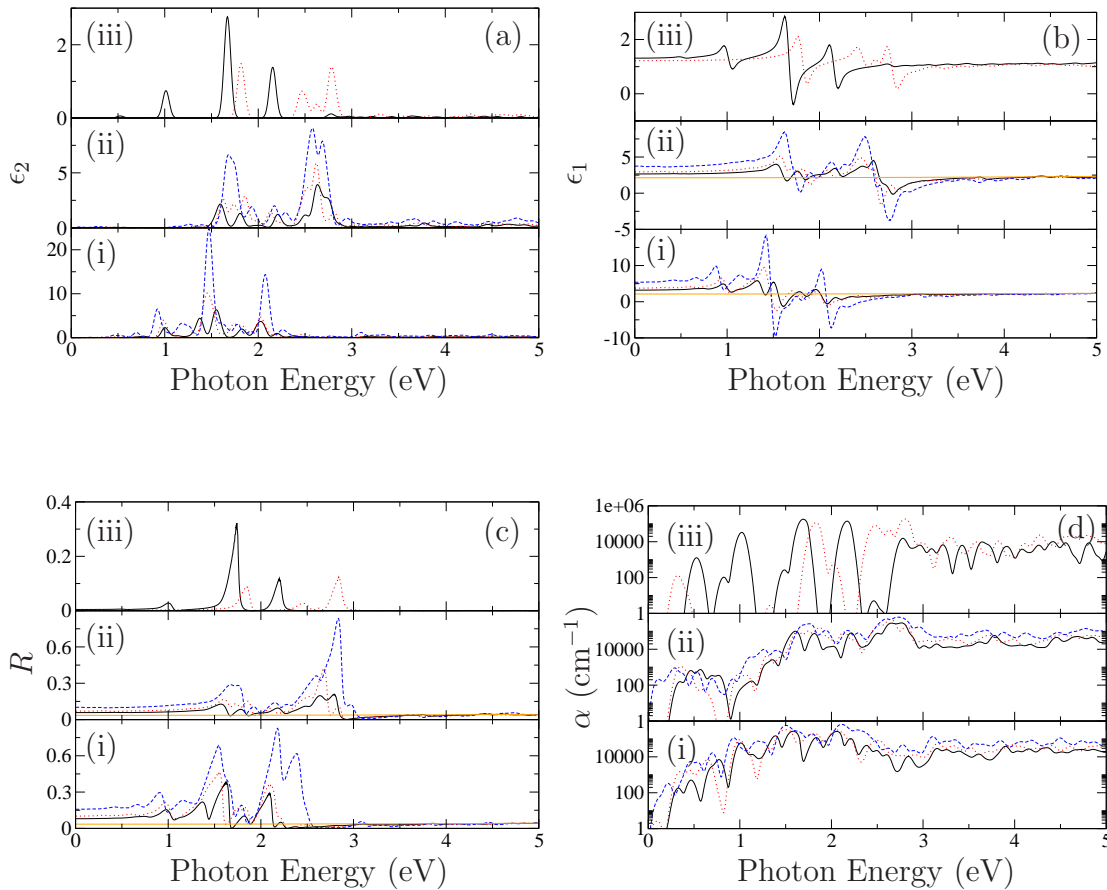 (iii) (a)
2
0
(ii)
ϵ2
5
0
(i)
20
10
0
0 1 2 3 4 5
Photon Energy (eV)
(iii) (b)
2
0
(ii)
ϵ1
5
0
-5
(i)
10
0
-10
0 1 2 3 4 5
Photon Energy (eV)
0.4
(iii) (c)
0.2
0
(ii)
R
0.6
0.3
0
(i)
0.6
0.3
0
0 1 2 3 4 5
Photon Energy (eV)
1e+06
(iii) (d)
10000
100
1
(ii)
α (cm⁻¹)
10000
100
1
(i)
10000
100
1
0 1 2 3 4 5
Photon Energy (eV)